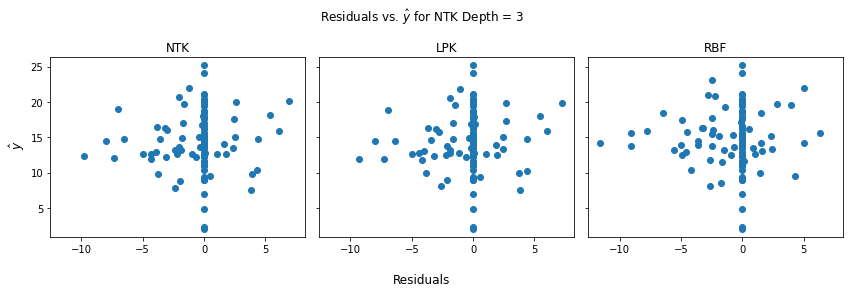 Residuals vs. ŷ for NTK Depth = 3
NTK LPK RBF
25
20
15
10
5
ŷ
−10 −5 0 5 −10 −5 0 5 −10 −5 0 5
Residuals